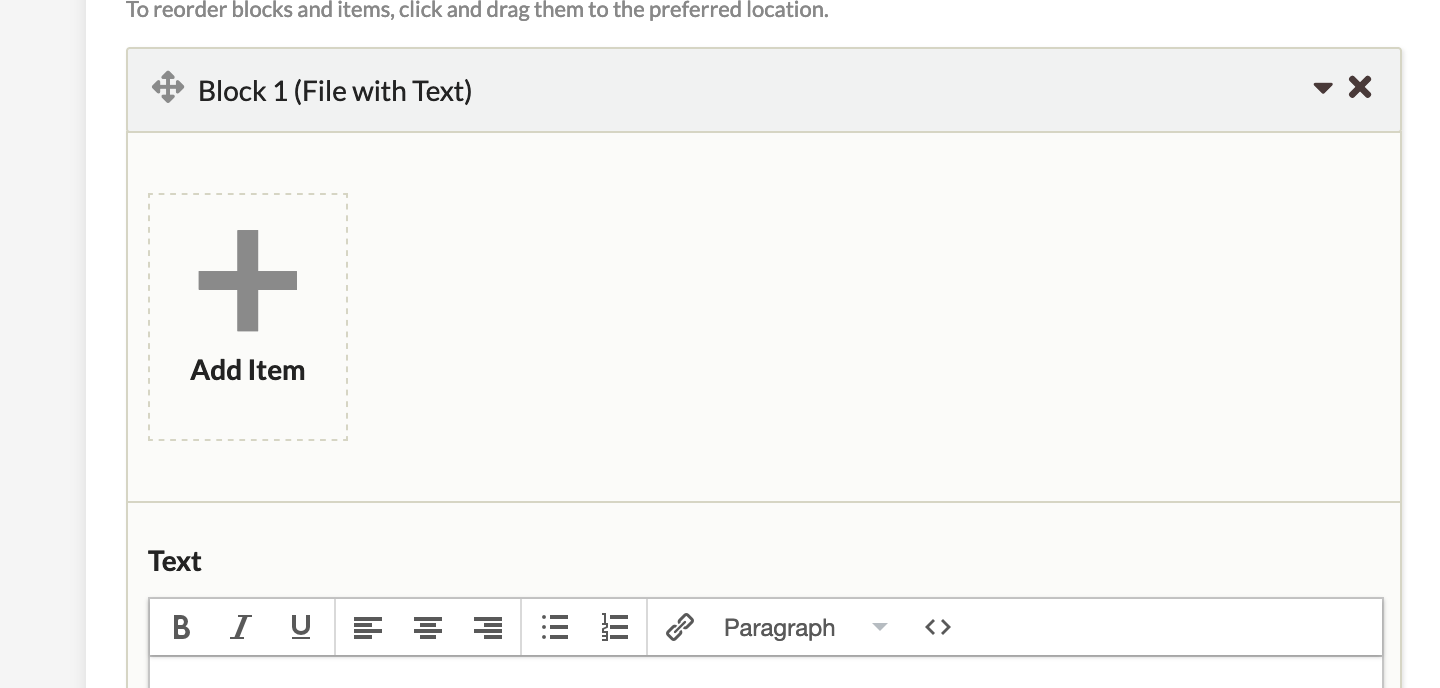 To reorder blocks and items, click and drag them to the preferred location.
Block 1 (File with Text)
Add Item
Text
B I U Paragraph <>